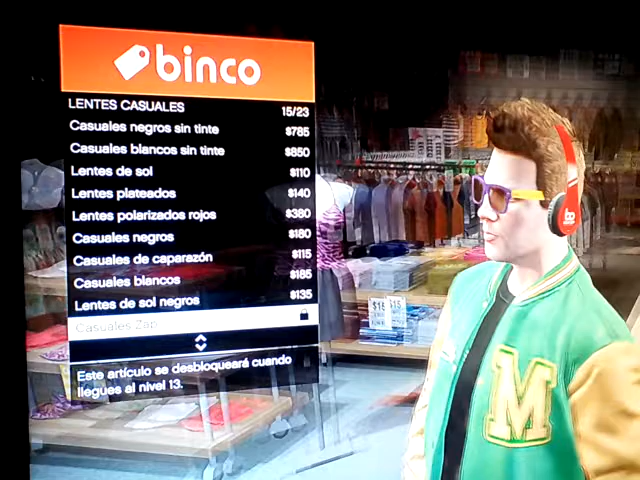 binco
LENTES CASUALES 15/23
Casuales negros sin tinte $785
Casuales blancos sin tinte $850
Lentes de sol $110
Lentes plateados $140
Lentes polarizados rojos $380
Casuales negros $180
Casuales de caparazón $115
Casuales blancos $185
Lentes de sol negros $135
Casuales Zap
Este artículo se desbloqueará cuando
llegues al nivel 13.
M